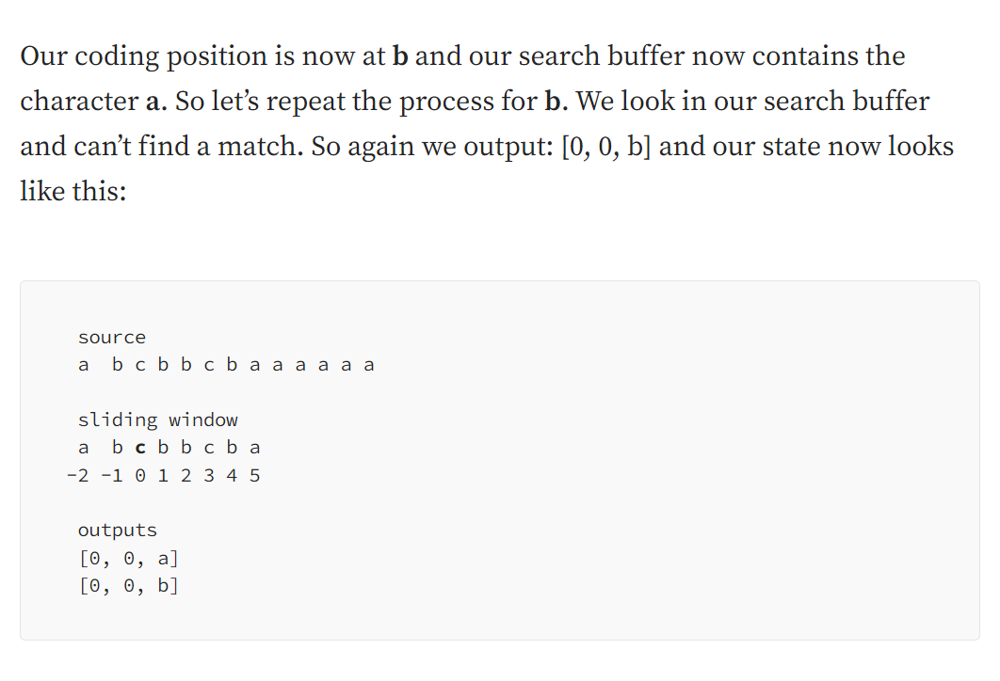 Our coding position is now at b and our search buffer now contains the
character a. So let’s repeat the process for b. We look in our search buffer
and can’t find a match. So again we output: [0, 0, b] and our state now looks
like this:
source
a  b c b b c b a a a a a a
sliding window
a  b c b b c b a
-2 -1 0 1 2 3 4 5
outputs
[0, 0, a]
[0, 0, b]